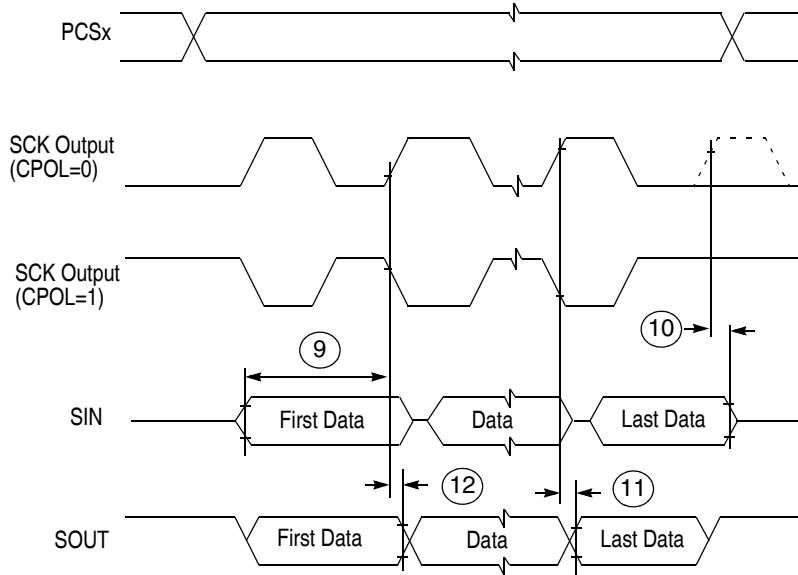 PCSx
SCK Output
(CPOL=0)
SCK Output
(CPOL=1)
10
9
SIN
First Data
Data
Last Data
12
11
SOUT
First Data
Data
Last Data